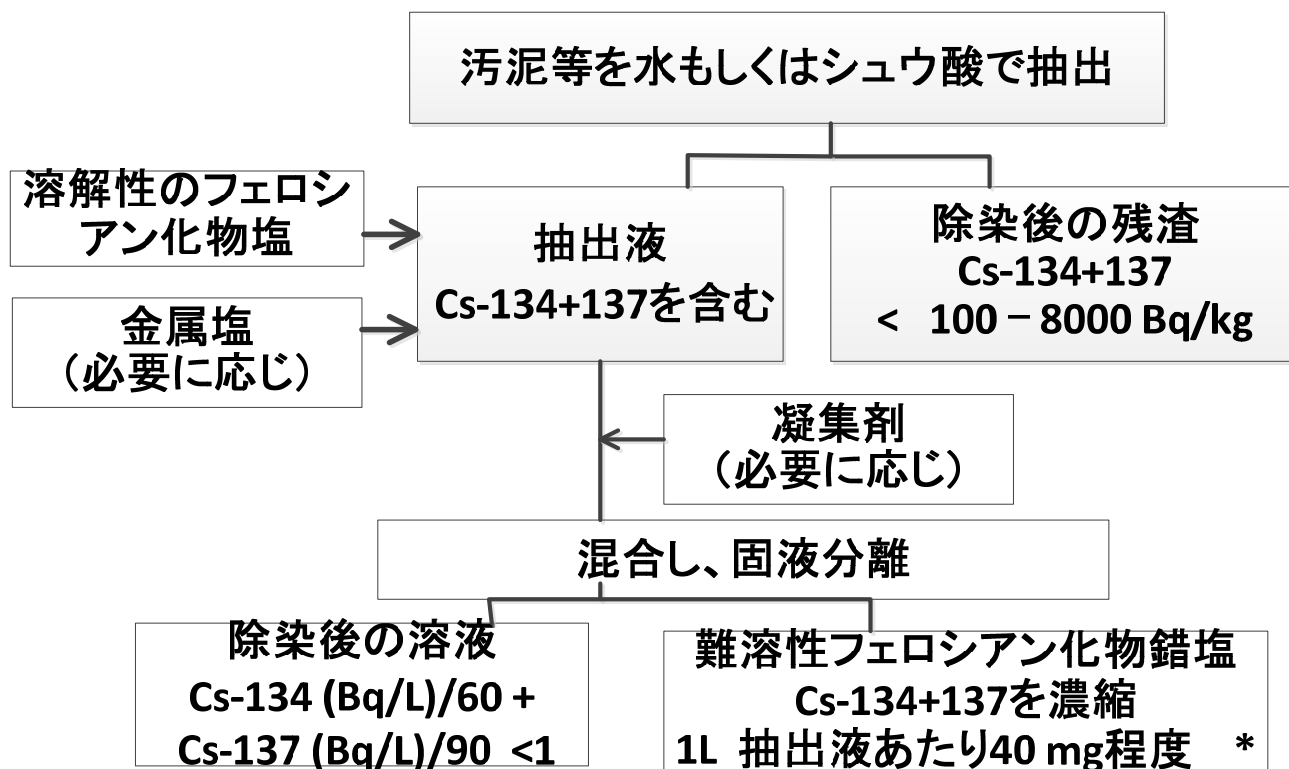 汚泥等を水もしくはシュウ酸で抽出
溶解性のフェロシ
アン化物塩
抽出液
Cs-134+137を含む
除染後の残渣
Cs-134+137
< 100 – 8000 Bq/kg
金属塩
（必要に応じ）
凝集剤
（必要に応じ）
混合し、固液分離
除染後の溶液
Cs-134 (Bq/L)/60 +
Cs-137 (Bq/L)/90 <1
難溶性フェロシアン化物錯塩
Cs-134+137を濃縮
1L 抽出液あたり40 mg程度 *